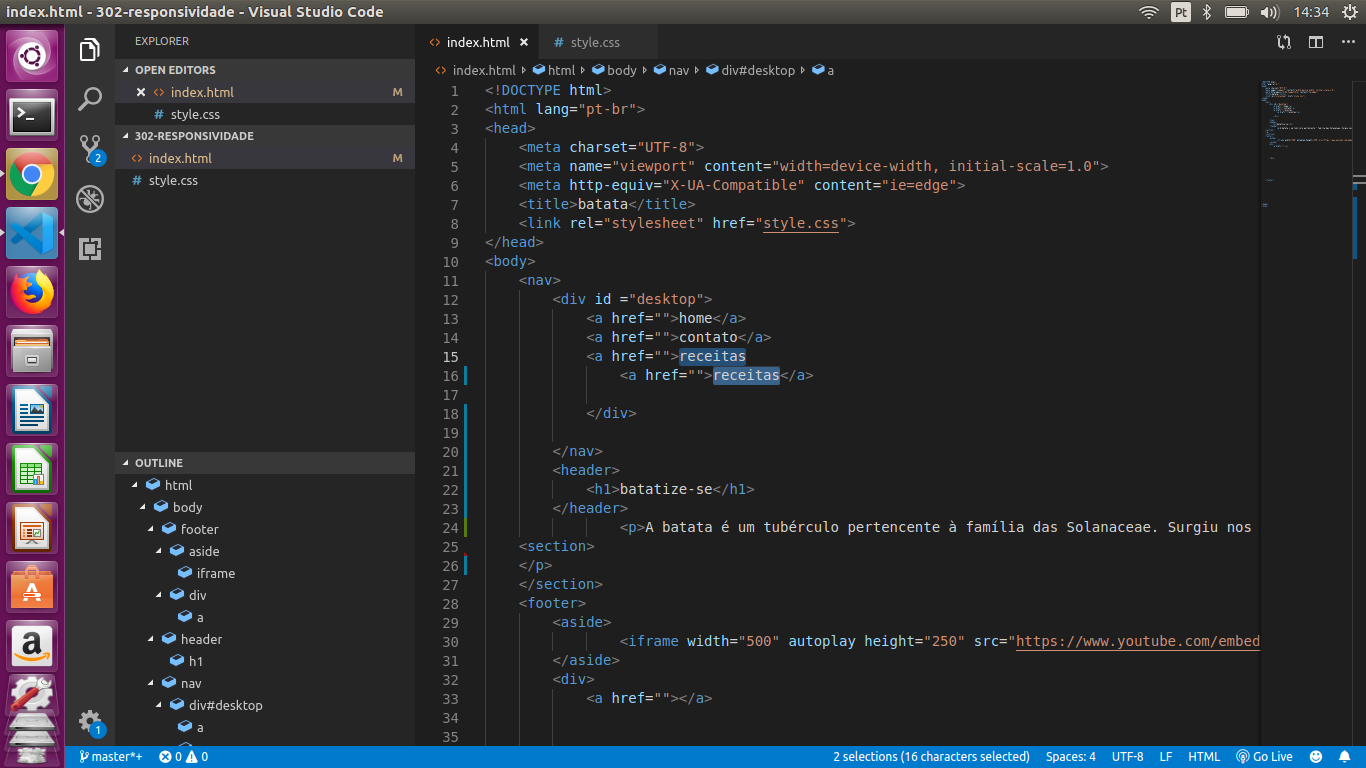 index.html - 302-responsividade - Visual Studio Code
Pt
14:34
EXPLORER
OPEN EDITORS
index.html M
style.css
302-RESPONSIVIDADE
index.html M
style.css
2
1
OUTLINE
html
body
footer
aside
iframe
div
a
header
h1
nav
div#desktop
a
index.html
style.css
index.html html body nav div#desktop a
1 <!DOCTYPE html>
2 <html lang="pt-br">
3 <head>
4 <meta charset="UTF-8">
5 <meta name="viewport" content="width=device-width, initial-scale=1.0">
6 <meta http-equiv="X-UA-Compatible" content="ie=edge">
7 <title>batata</title>
8 <link rel="stylesheet" href="style.css">
9 </head>
10 <body>
11 <nav>
12 <div id ="desktop">
13 <a href="">home</a>
14 <a href="">contato</a>
15 <a href="">receitas
16 <a href="">receitas</a>
17
18 </div>
19
20 </nav>
21 <header>
22 <h1>batatize-se</h1>
23 </header>
24 <p>A batata é um tubérculo pertencente à família das Solanaceae. Surgiu nos
25 <section>
26 </p>
27 </section>
28 <footer>
29 <aside>
30 <iframe width="500" autoplay height="250" src="https://www.youtube.com/embed
31 </aside>
32 <div>
33 <a href=""></a>
34
35
master*+ 0 0 2 selections (16 characters selected) Spaces: 4 UTF-8 LF HTML Go Live